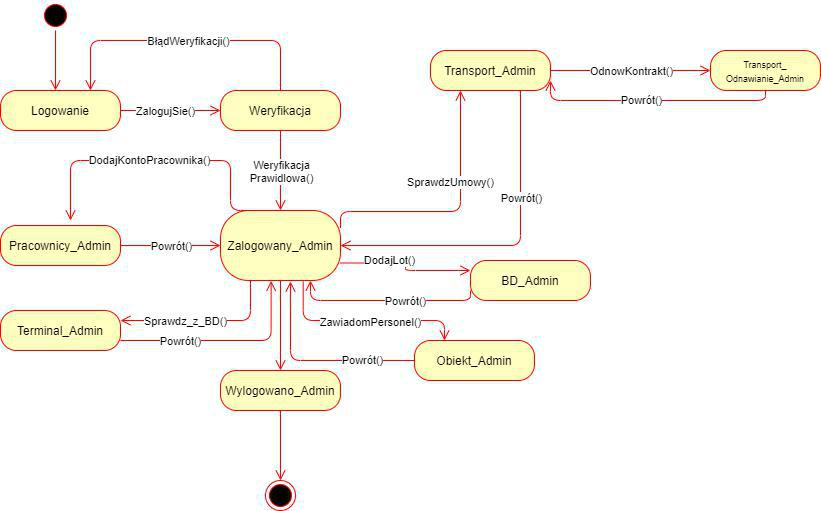 BłądWeryfikacji()
Transport_Admin
OdnowKontrakt()
Transport_
Odnawianie_Admin
Powrót()
Logowanie
ZalogujSie()
Weryfikacja
DodajKontoPracownika()
Weryfikacja
Prawidlowa()
SprawdzUmowy()
Powrót()
Pracownicy_Admin
Powrót()
Zalogowany_Admin
DodajLot()
BD_Admin
Powrót()
Terminal_Admin
Sprawdz_z_BD()
Powrót()
ZawiadomPersonel()
Powrót()
Obiekt_Admin
Wylogowano_Admin